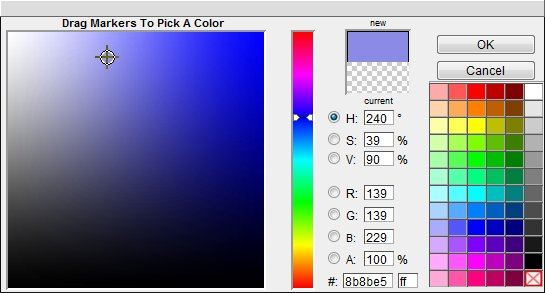 Drag Markers To Pick A Color
new
current
OK
Cancel
H: 240 °
S: 39 %
V: 90 %
R: 139
G: 139
B: 229
A: 100 %
#: 8b8be5 ff